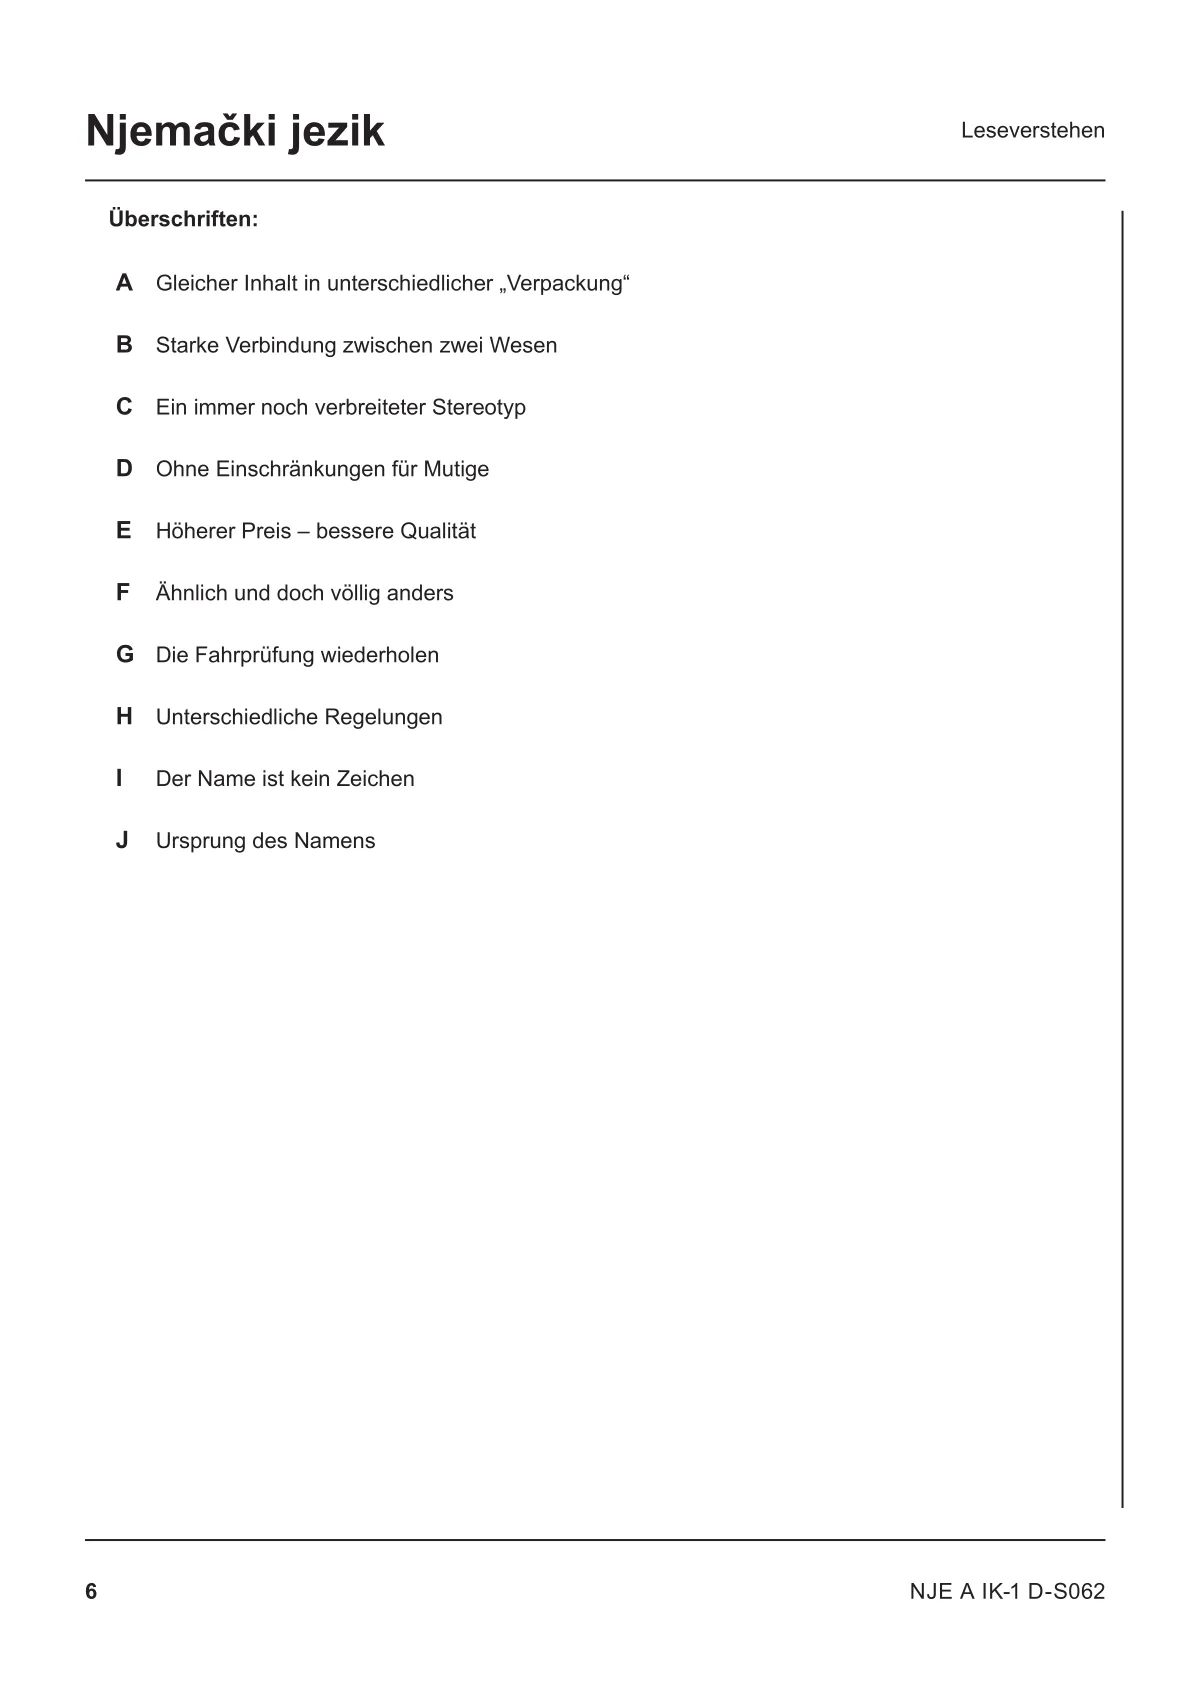 Njemački jezik
Leseverstehen
Überschriften:
A Gleicher Inhalt in unterschiedlicher „Verpackung“
B Starke Verbindung zwischen zwei Wesen
C Ein immer noch verbreiteter Stereotyp
D Ohne Einschränkungen für Mutige
E Höherer Preis – bessere Qualität
F Ähnlich und doch völlig anders
G Die Fahrprüfung wiederholen
H Unterschiedliche Regelungen
I Der Name ist kein Zeichen
J Ursprung des Namens
6
NJE A IK-1 D-S062